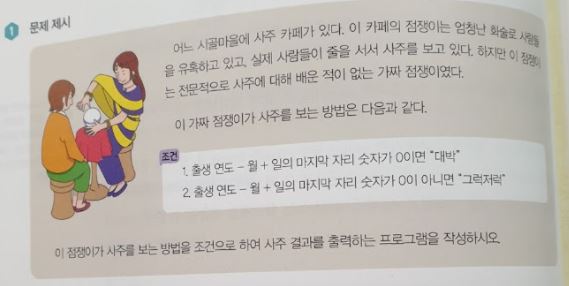 1 문제 제시
어느 시골마을에 사주 카페가 있다. 이 카페의 점쟁이는 엄청난 화술로 사람들
을 유혹하고 있고, 실제 사람들이 줄을 서서 사주를 보고 있다. 하지만 이 점쟁이
는 전문적으로 사주에 대해 배운 적이 없는 가짜 점쟁이였다.
이 가짜 점쟁이가 사주를 보는 방법은 다음과 같다.
조건
1. 출생 연도 – 월 + 일의 마지막 자리 숫자가 0이면 “대박”
2. 출생 연도 – 월 + 일의 마지막 자리 숫자가 0이 아니면 “그럭저럭”
이 점쟁이가 사주를 보는 방법을 조건으로 하여 사주 결과를 출력하는 프로그램을 작성하시오.